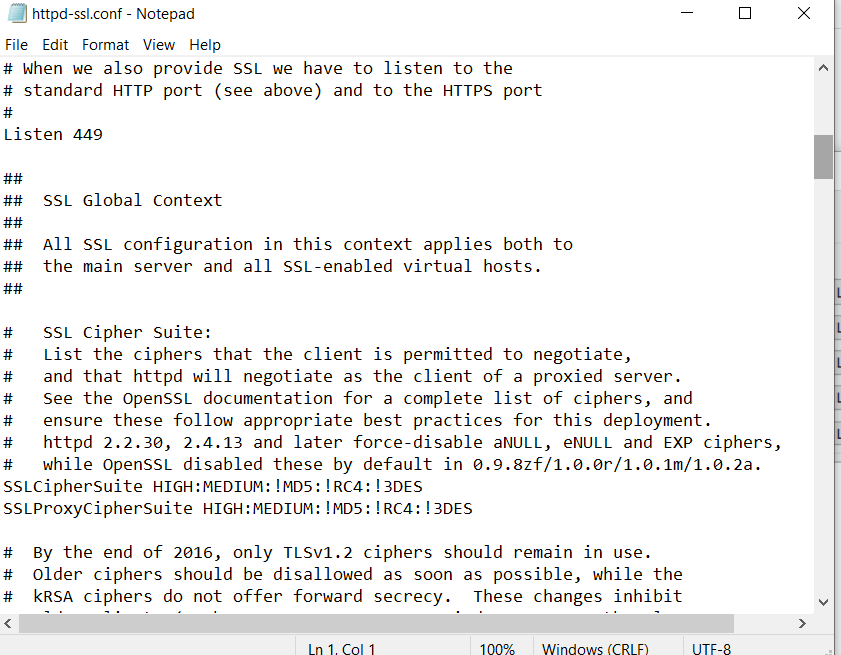 httpd-ssl.conf - Notepad
File Edit Format View Help
# When we also provide SSL we have to listen to the
# standard HTTP port (see above) and to the HTTPS port
#
Listen 449
##
##  SSL Global Context
##
##  All SSL configuration in this context applies both to
##  the main server and all SSL-enabled virtual hosts.
##
#   SSL Cipher Suite:
#   List the ciphers that the client is permitted to negotiate,
#   and that httpd will negotiate as the client of a proxied server.
#   See the OpenSSL documentation for a complete list of ciphers, and
#   ensure these follow appropriate best practices for this deployment.
#   httpd 2.2.30, 2.4.13 and later force-disable aNULL, eNULL and EXP ciphers,
#   while OpenSSL disabled these by default in 0.9.8zf/1.0.0r/1.0.1m/1.0.2a.
SSLCipherSuite HIGH:MEDIUM:!MD5:!RC4:!3DES
SSLProxyCipherSuite HIGH:MEDIUM:!MD5:!RC4:!3DES
#  By the end of 2016, only TLSv1.2 ciphers should remain in use.
#  Older ciphers should be disallowed as soon as possible, while the
#  kRSA ciphers do not offer forward secrecy.  These changes inhibit
Ln 1, Col 1 100% Windows (CRLF) UTF-8